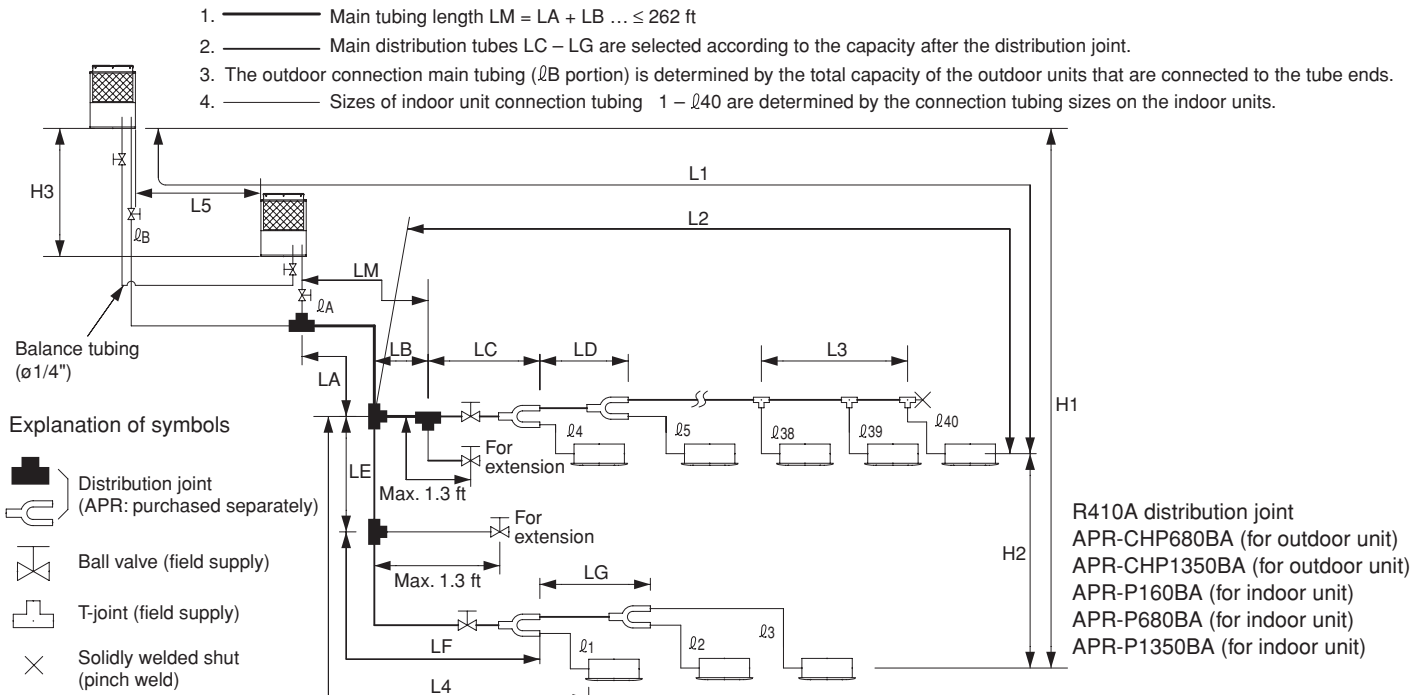 1. Main tubing length LM = LA + LB ... ≤ 262 ft
2. Main distribution tubes LC – LG are selected according to the capacity after the distribution joint.
3. The outdoor connection main tubing (ℓB portion) is determined by the total capacity of the outdoor units that are connected to the tube ends.
4. Sizes of indoor unit connection tubing 1 – ℓ40 are determined by the connection tubing sizes on the indoor units.
H3
L5
ℓB
L1
L2
LM
ℓA
Balance tubing
(ø1/4")
LA
LB
LC
LD
L3
H1
ℓ4
ℓ5
ℓ38
ℓ39
ℓ40
For
extension
Max. 1.3 ft
LE
For
extension
Max. 1.3 ft
LG
H2
LF
ℓ1
ℓ2
ℓ3
L4
Explanation of symbols
Distribution joint
(APR: purchased separately)
Ball valve (field supply)
T-joint (field supply)
Solidly welded shut
(pinch weld)
R410A distribution joint
APR-CHP680BA (for outdoor unit)
APR-CHP1350BA (for outdoor unit)
APR-P160BA (for indoor unit)
APR-P680BA (for indoor unit)
APR-P1350BA (for indoor unit)